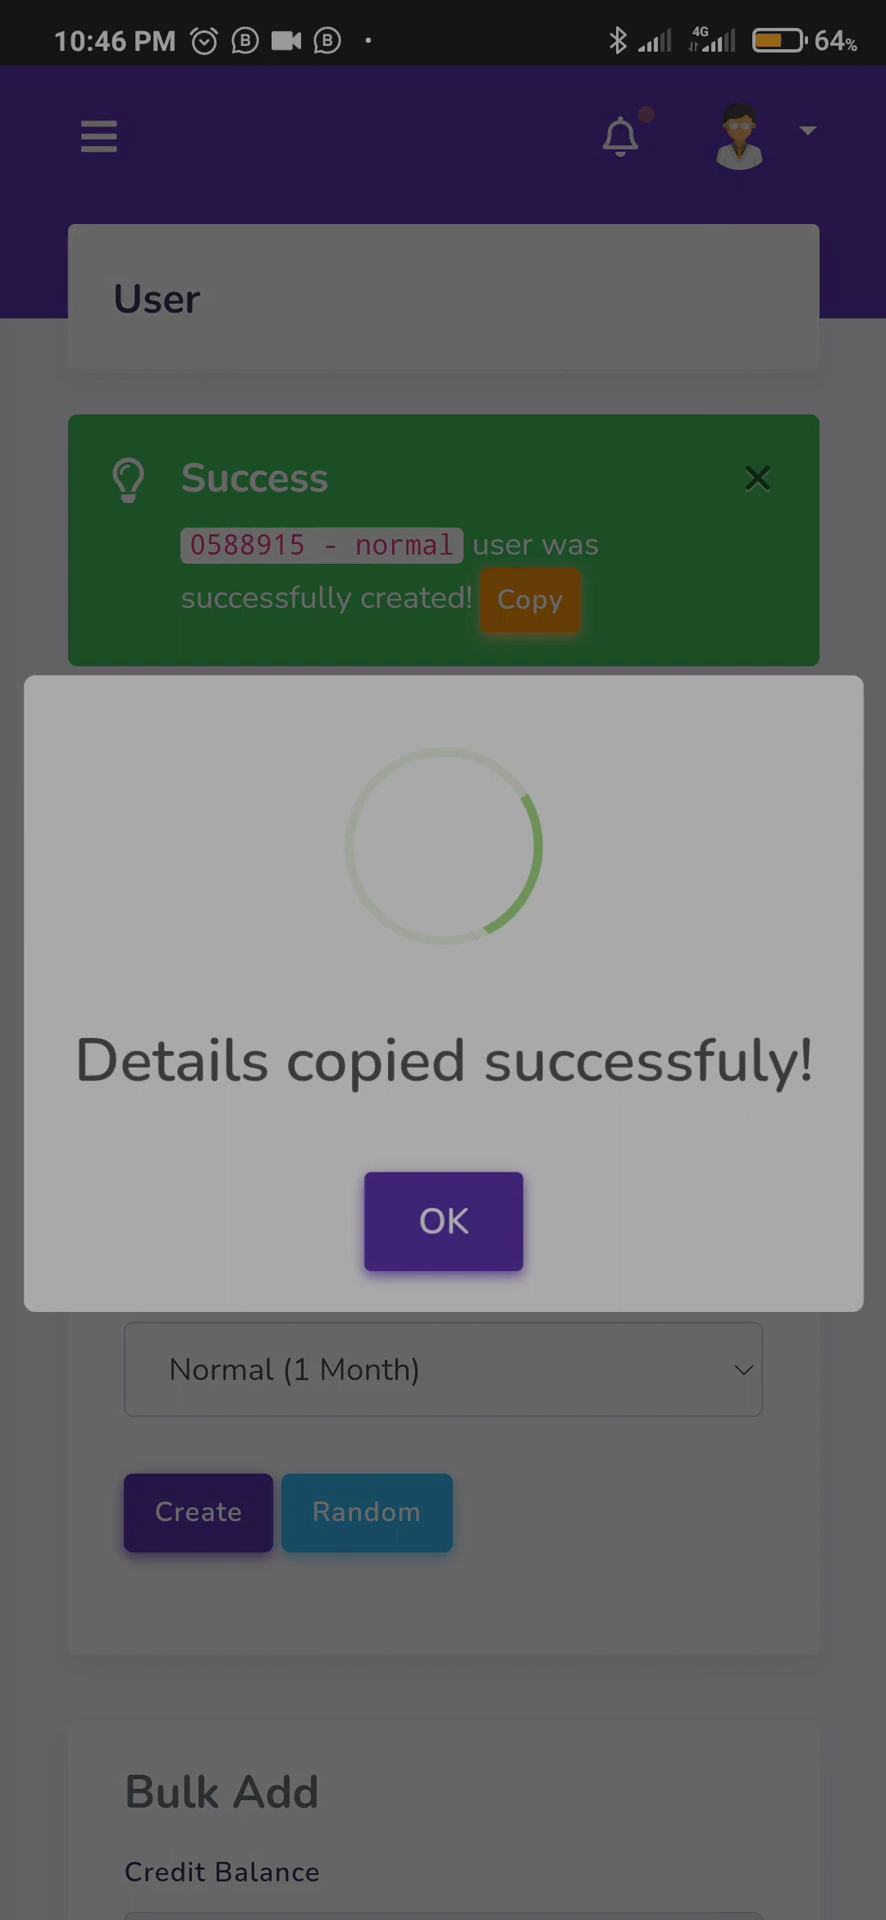 10:46 PM
4G
64%
User
Success
0588915 - normal user was
successfully created! Copy
Details copied successfuly!
OK
Normal (1 Month)
Create Random
Bulk Add
Credit Balance